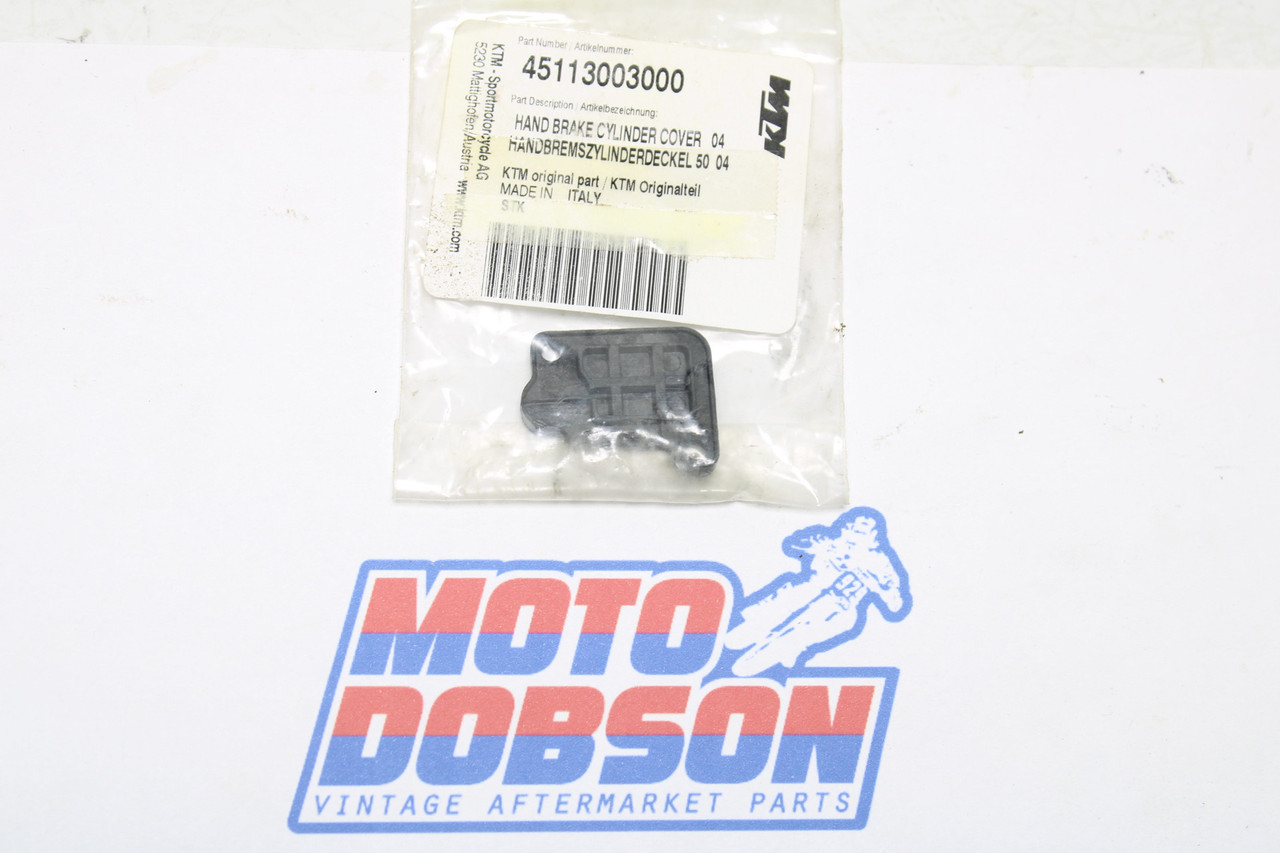 Part Number / Artikelnummer:
45113003000
Part Description / Artikelbezeichnung:
HAND BRAKE CYLINDER COVER 04
HANDBREMSZYLINDERDECKEL 50 04
KTM original part / KTM Originalteil
MADE IN ITALY
STK
KTM - Sportmotorcycle AG
5230 Mattighofen/Austria www.ktm.com
KTM
MOTO
DOBSON
VINTAGE AFTERMARKET PARTS